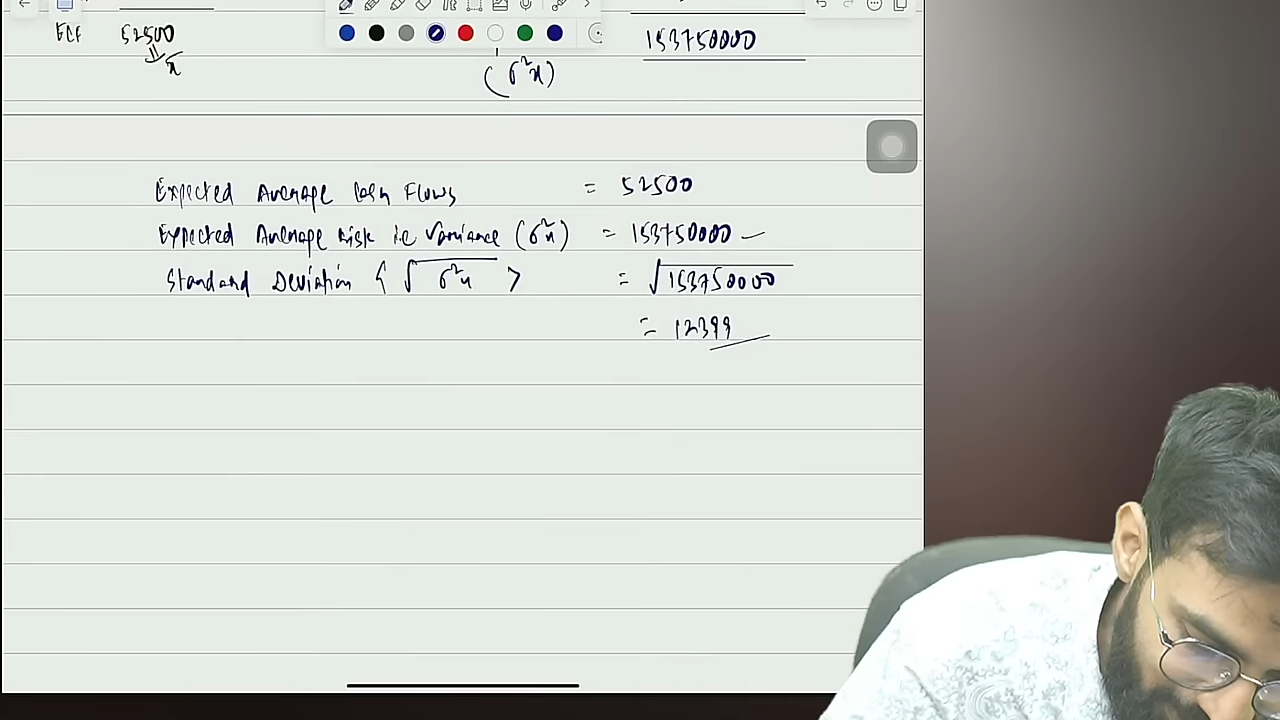 ECF 52500
x
(σ²x)
153750000
Expected Average Cash Flows = 52500
Expected Average Risk i.e Variance (σ²x) = 153750000
Standard Deviation { √σ²x } = √153750000
= 12399